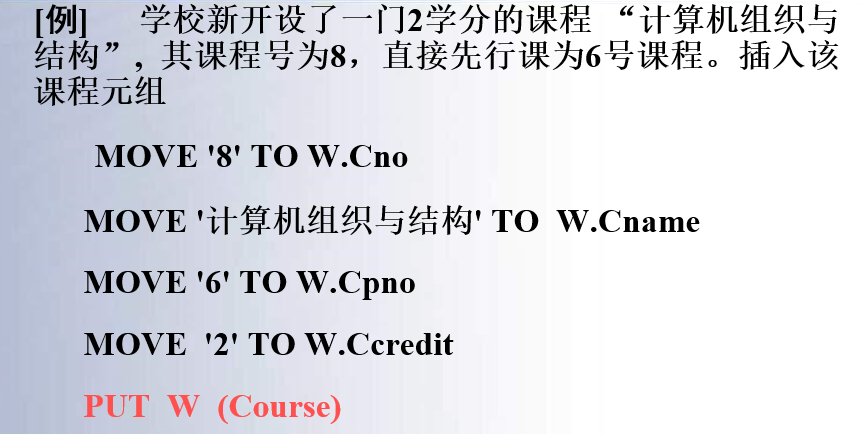 [例] 学校新开设了一门2学分的课程 “计算机组织与
结构”, 其课程号为8，直接先行课为6号课程。插入该
课程元组
MOVE '8' TO W.Cno
MOVE '计算机组织与结构' TO W.Cname
MOVE '6' TO W.Cpno
MOVE '2' TO W.Ccredit
PUT W (Course)